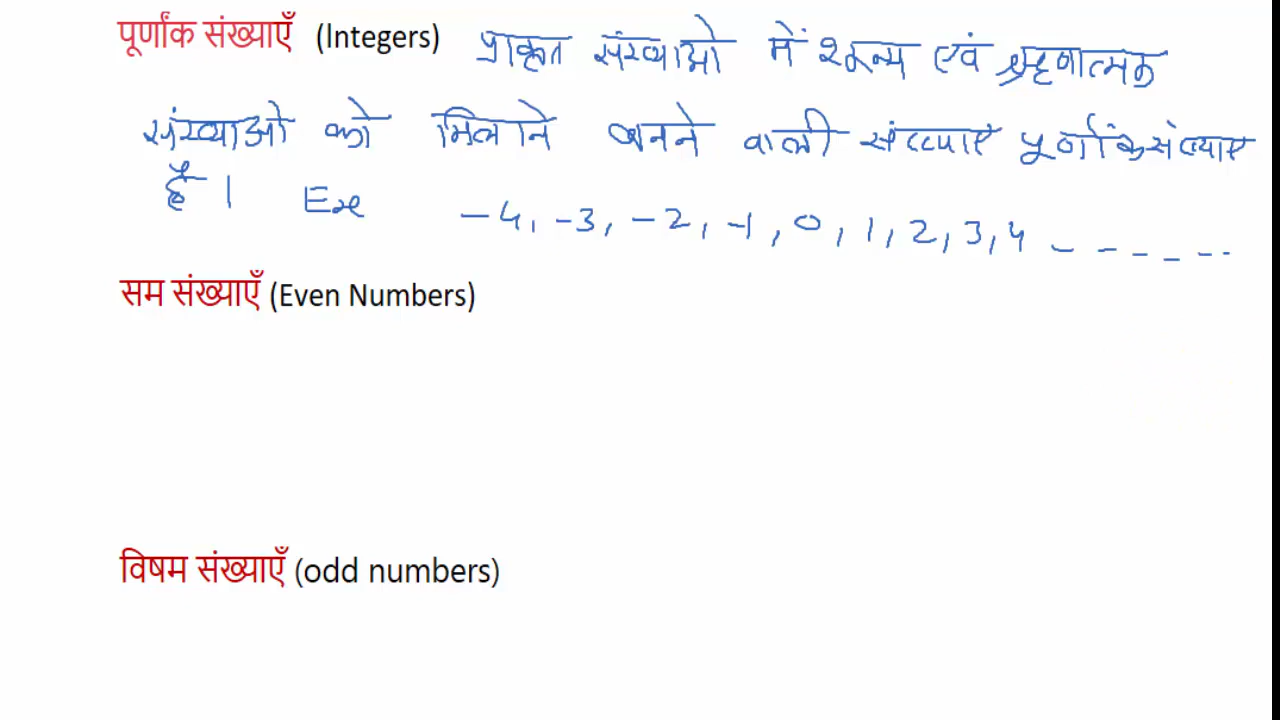 पूर्णांक संख्याएँ (Integers) प्राकृत संख्याओ में शून्य एवं ऋणात्मक
संख्याओ को मिलाने बनने वाली संख्याए पूर्णांक संख्याए
है। Ex -4, -3, -2, -1, 0, 1, 2, 3, 4 - - - - - -
सम संख्याएँ (Even Numbers)
विषम संख्याएँ (odd numbers)